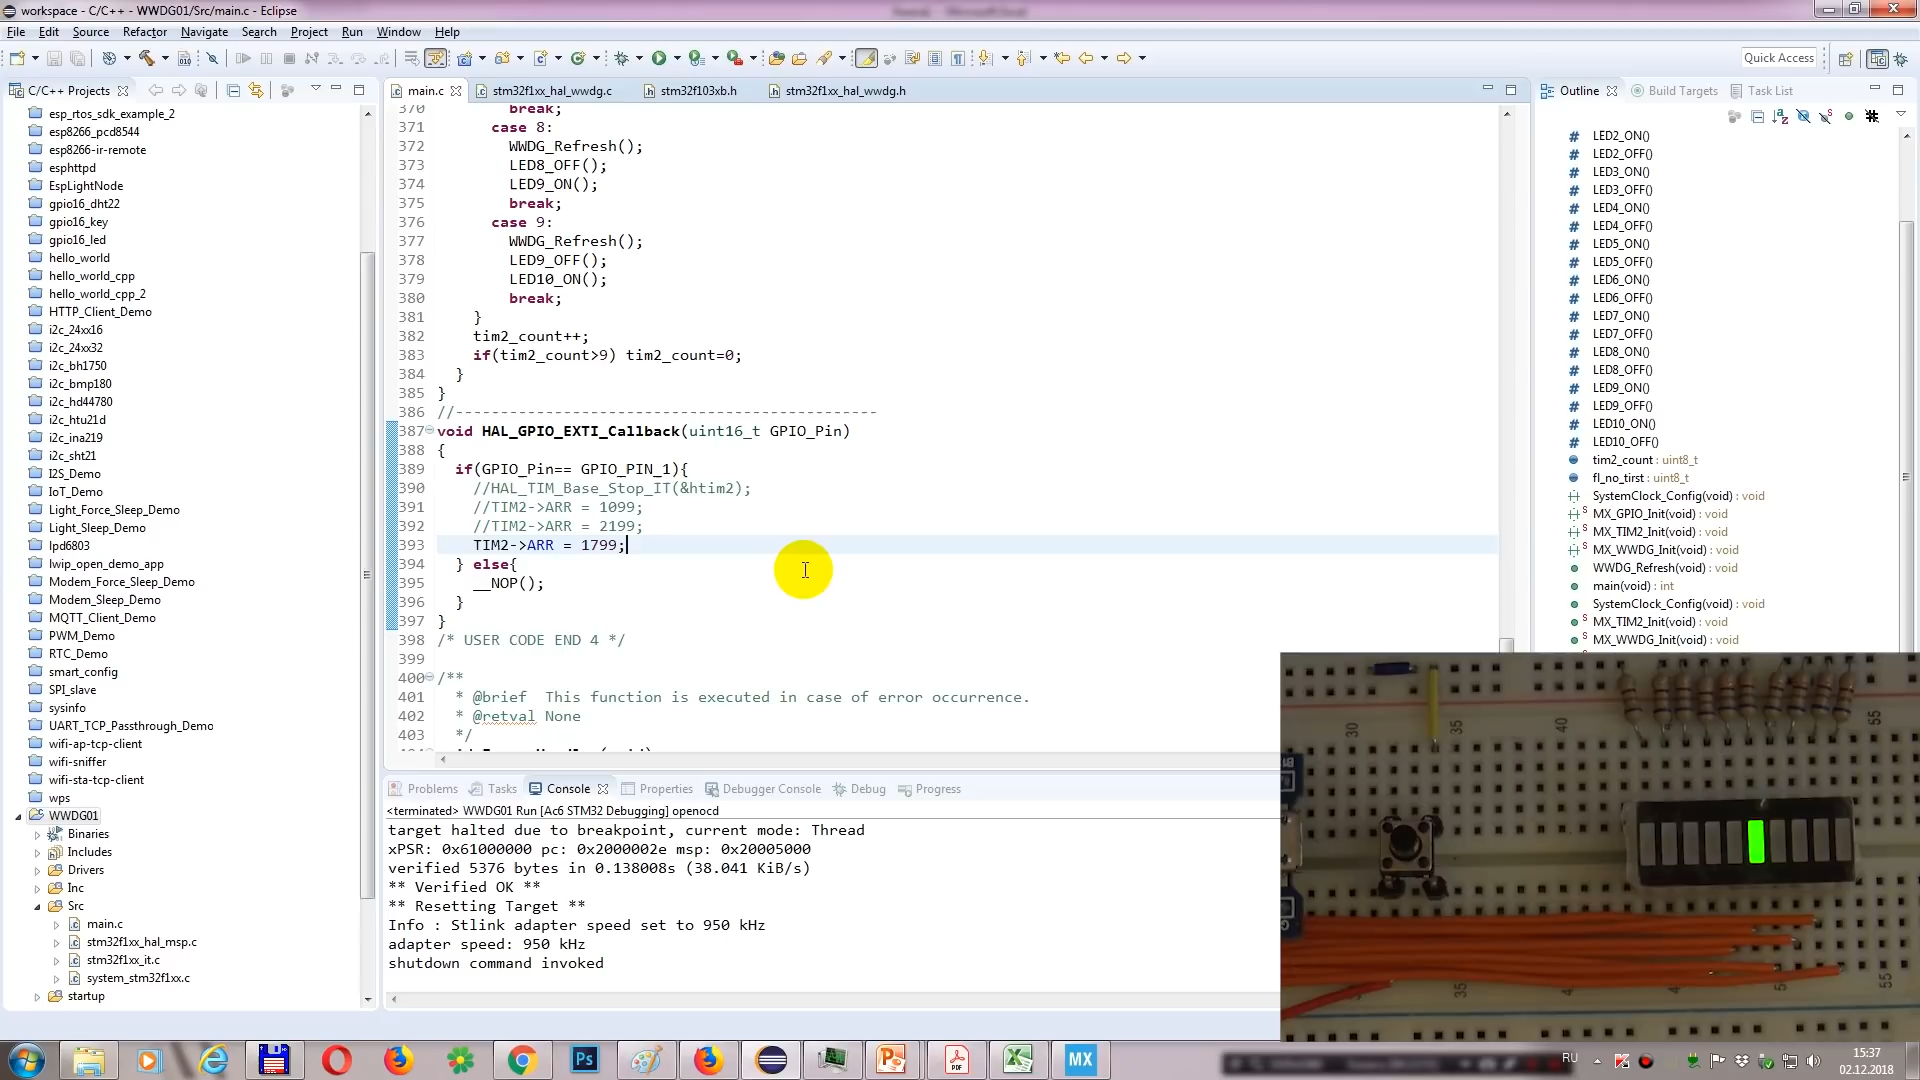 workspace - C/C++ - WWDG01/Src/main.c - Eclipse
File Edit Source Refactor Navigate Search Project Run Window Help
Quick Access
C/C++ Projects
esp_rtos_sdk_example_2
esp8266_pcd8544
esp8266-ir-remote
esphttpd
EspLightNode
gpio16_dht22
gpio16_key
gpio16_led
hello_world
hello_world_cpp
hello_world_cpp_2
HTTP_Client_Demo
i2c_24xx16
i2c_24xx32
i2c_bh1750
i2c_bmp180
i2c_hd44780
i2c_htu21d
i2c_ina219
i2c_sht21
I2S_Demo
IoT_Demo
Light_Force_Sleep_Demo
Light_Sleep_Demo
lpd6803
lwip_open_demo_app
Modem_Force_Sleep_Demo
Modem_Sleep_Demo
MQTT_Client_Demo
PWM_Demo
RTC_Demo
smart_config
SPI_slave
sysinfo
UART_TCP_Passthrough_Demo
wifi-ap-tcp-client
wifi-sniffer
wifi-sta-tcp-client
wps
WWDG01
Binaries
Includes
Drivers
Inc
Src
main.c
stm32f1xx_hal_msp.c
stm32f1xx_it.c
system_stm32f1xx.c
startup
main.c stm32f1xx_hal_wwdg.c stm32f103xb.h stm32f1xx_hal_wwdg.h
370 break;
371 case 8:
372 WWDG_Refresh();
373 LED8_OFF();
374 LED9_ON();
375 break;
376 case 9:
377 WWDG_Refresh();
378 LED9_OFF();
379 LED10_ON();
380 break;
381 }
382 tim2_count++;
383 if(tim2_count>9) tim2_count=0;
384 }
385 }
386 //-----------------------------------------------
387 void HAL_GPIO_EXTI_Callback(uint16_t GPIO_Pin)
388 {
389 if(GPIO_Pin== GPIO_PIN_1){
390 //HAL_TIM_Base_Stop_IT(&htim2);
391 //TIM2->ARR = 1099;
392 //TIM2->ARR = 2199;
393 TIM2->ARR = 1799;
394 } else{
395 __NOP();
396 }
397 }
398 /* USER CODE END 4 */
399
400 /**
401 * @brief This function is executed in case of error occurrence.
402 * @retval None
403 */
Problems Tasks Console Properties Debugger Console Debug Progress
<terminated> WWDG01 Run [Ac6 STM32 Debugging] openocd
target halted due to breakpoint, current mode: Thread
xPSR: 0x61000000 pc: 0x2000002e msp: 0x20005000
verified 5376 bytes in 0.138008s (38.041 KiB/s)
** Verified OK **
** Resetting Target **
Info : Stlink adapter speed set to 950 kHz
adapter speed: 950 kHz
shutdown command invoked
Outline Build Targets Task List
LED2_ON()
LED2_OFF()
LED3_ON()
LED3_OFF()
LED4_ON()
LED4_OFF()
LED5_ON()
LED5_OFF()
LED6_ON()
LED6_OFF()
LED7_ON()
LED7_OFF()
LED8_ON()
LED8_OFF()
LED9_ON()
LED9_OFF()
LED10_ON()
LED10_OFF()
tim2_count : uint8_t
fl_no_tirst : uint8_t
SystemClock_Config(void) : void
MX_GPIO_Init(void) : void
MX_TIM2_Init(void) : void
MX_WWDG_Init(void) : void
WWDG_Refresh(void) : void
main(void) : int
SystemClock_Config(void) : void
MX_TIM2_Init(void) : void
MX_WWDG_Init(void) : void
30 35 40 55
35 55
Ps
MX
RU
15:37
02.12.2018